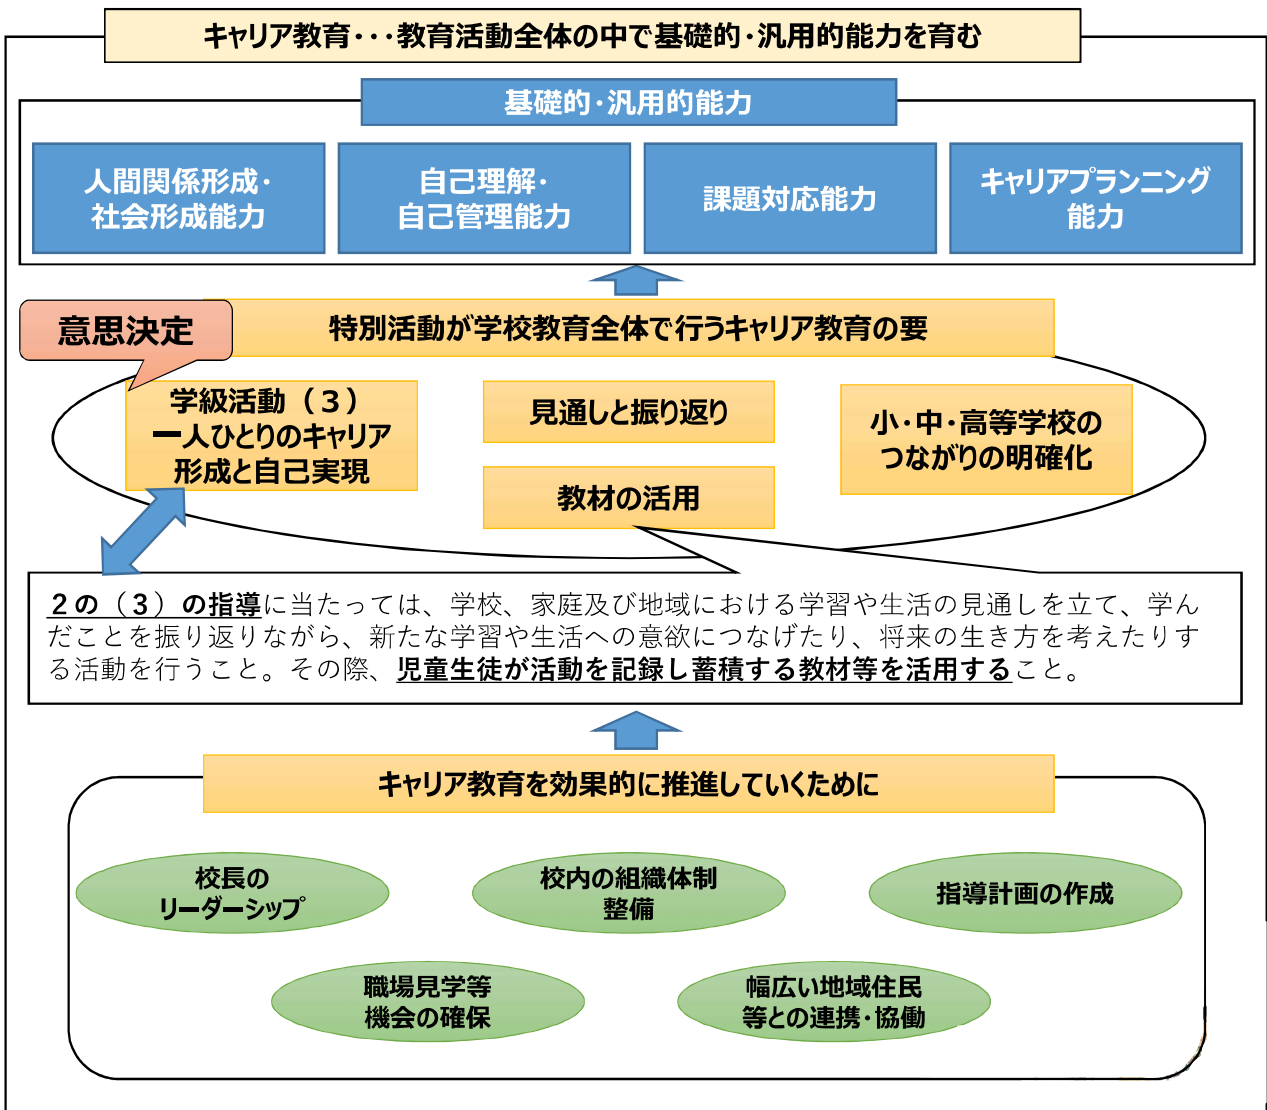 キャリア教育・・・教育活動全体の中で基礎的・汎用的能力を育む
基礎的・汎用的能力
人間関係形成・
社会形成能力
自己理解・
自己管理能力
課題対応能力
キャリアプランニング
能力
意思決定
特別活動が学校教育全体で行うキャリア教育の要
学級活動（３）
一人ひとりのキャリア
形成と自己実現
見通しと振り返り
教材の活用
小・中・高等学校の
つながりの明確化
２の（３）の指導に当たっては、学校、家庭及び地域における学習や生活の見通しを立て、学ん
だことを振り返りながら、新たな学習や生活への意欲につなげたり、将来の生き方を考えたりす
る活動を行うこと。その際、児童生徒が活動を記録し蓄積する教材等を活用すること。
キャリア教育を効果的に推進していくために
校長の
リーダーシップ
校内の組織体制
整備
指導計画の作成
職場見学等
機会の確保
幅広い地域住民
等との連携・協働